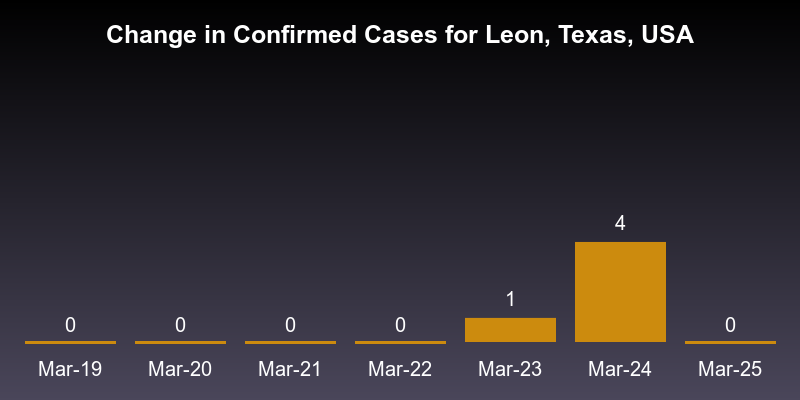 Change in Confirmed Cases for Leon, Texas, USA
4
1
0 0 0 0 0
Mar-19 Mar-20 Mar-21 Mar-22 Mar-23 Mar-24 Mar-25